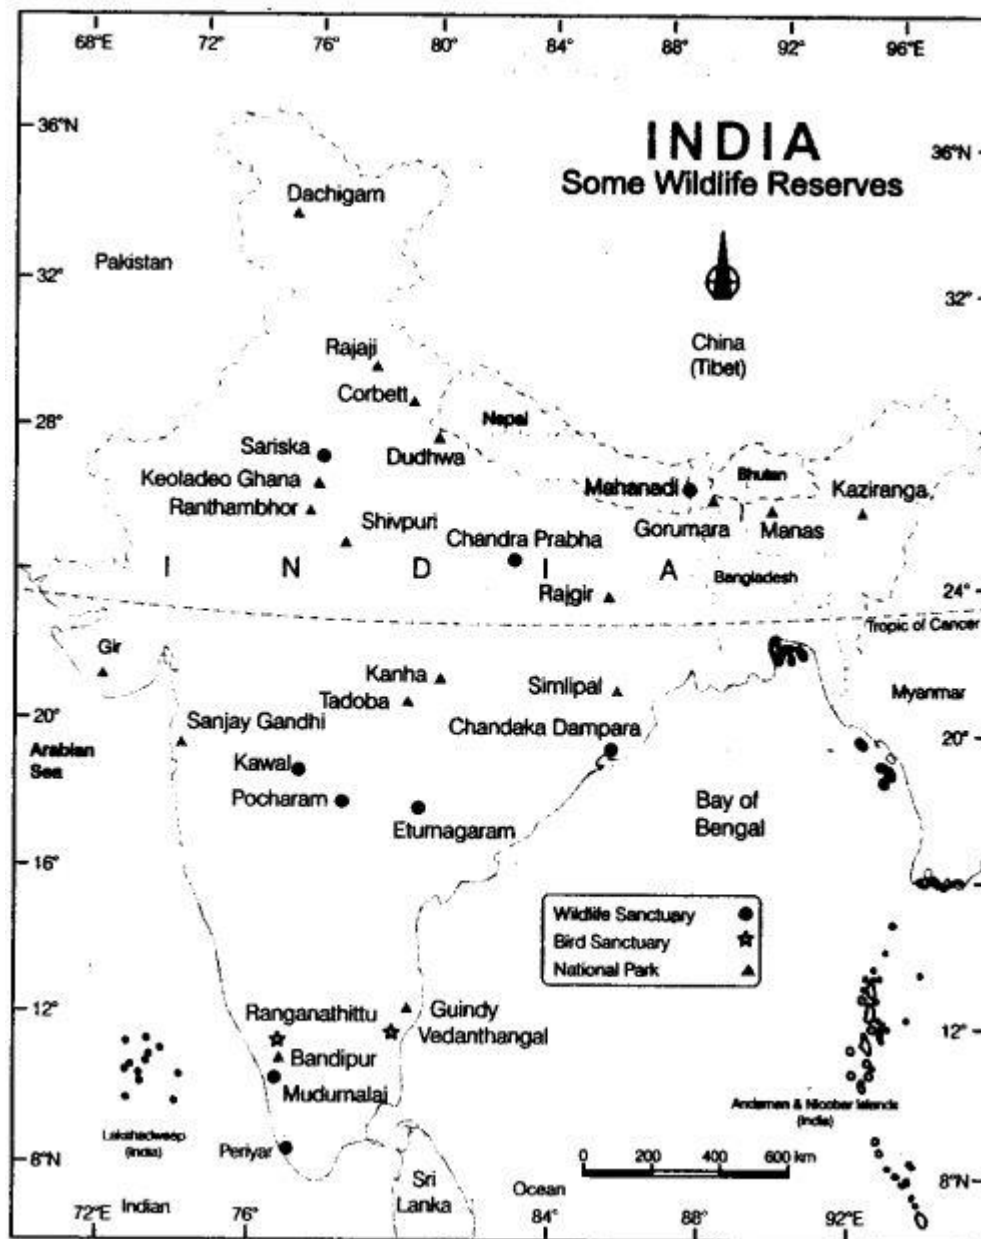 68°E 72° 76° 80° 84° 88° 92° 96°E
36°N
INDIA
36°N
Some Wildlife Reserves
Dachigam
Pakistan
32°
32°
China
(Tibet)
Rajaji
Corbett
Nepal
28°
Sariska
Dudhwa
Keoladeo Ghana
Mahanadi
Bhutan
Kaziranga
Ranthambhor
Shivpuri
Gorumara
Manas
Chandra Prabha
I N D I A
Bangladesh
Rajgir
24°
Tropic of Cancer
Gir
Kanha
Simlipal
Tadoba
Myanmar
20°
Sanjay Gandhi
Chandaka Dampara
20°
Arabian
Sea
Kawal
Pocharam
Eturnagaram
Bay of
Bengal
16°
Wildlife Sanctuary
Bird Sanctuary
National Park
12°
Ranganathittu
Guindy
Vedanthangal
12°
Bandipur
Mudumalai
Andaman & Nicobar Islands
(India)
Lakshadweep
(India)
Periyar
8°N
0 200 400 600 km
8°N
Sri
Lanka
Indian
Ocean
72°E 76° 84° 88° 92°E